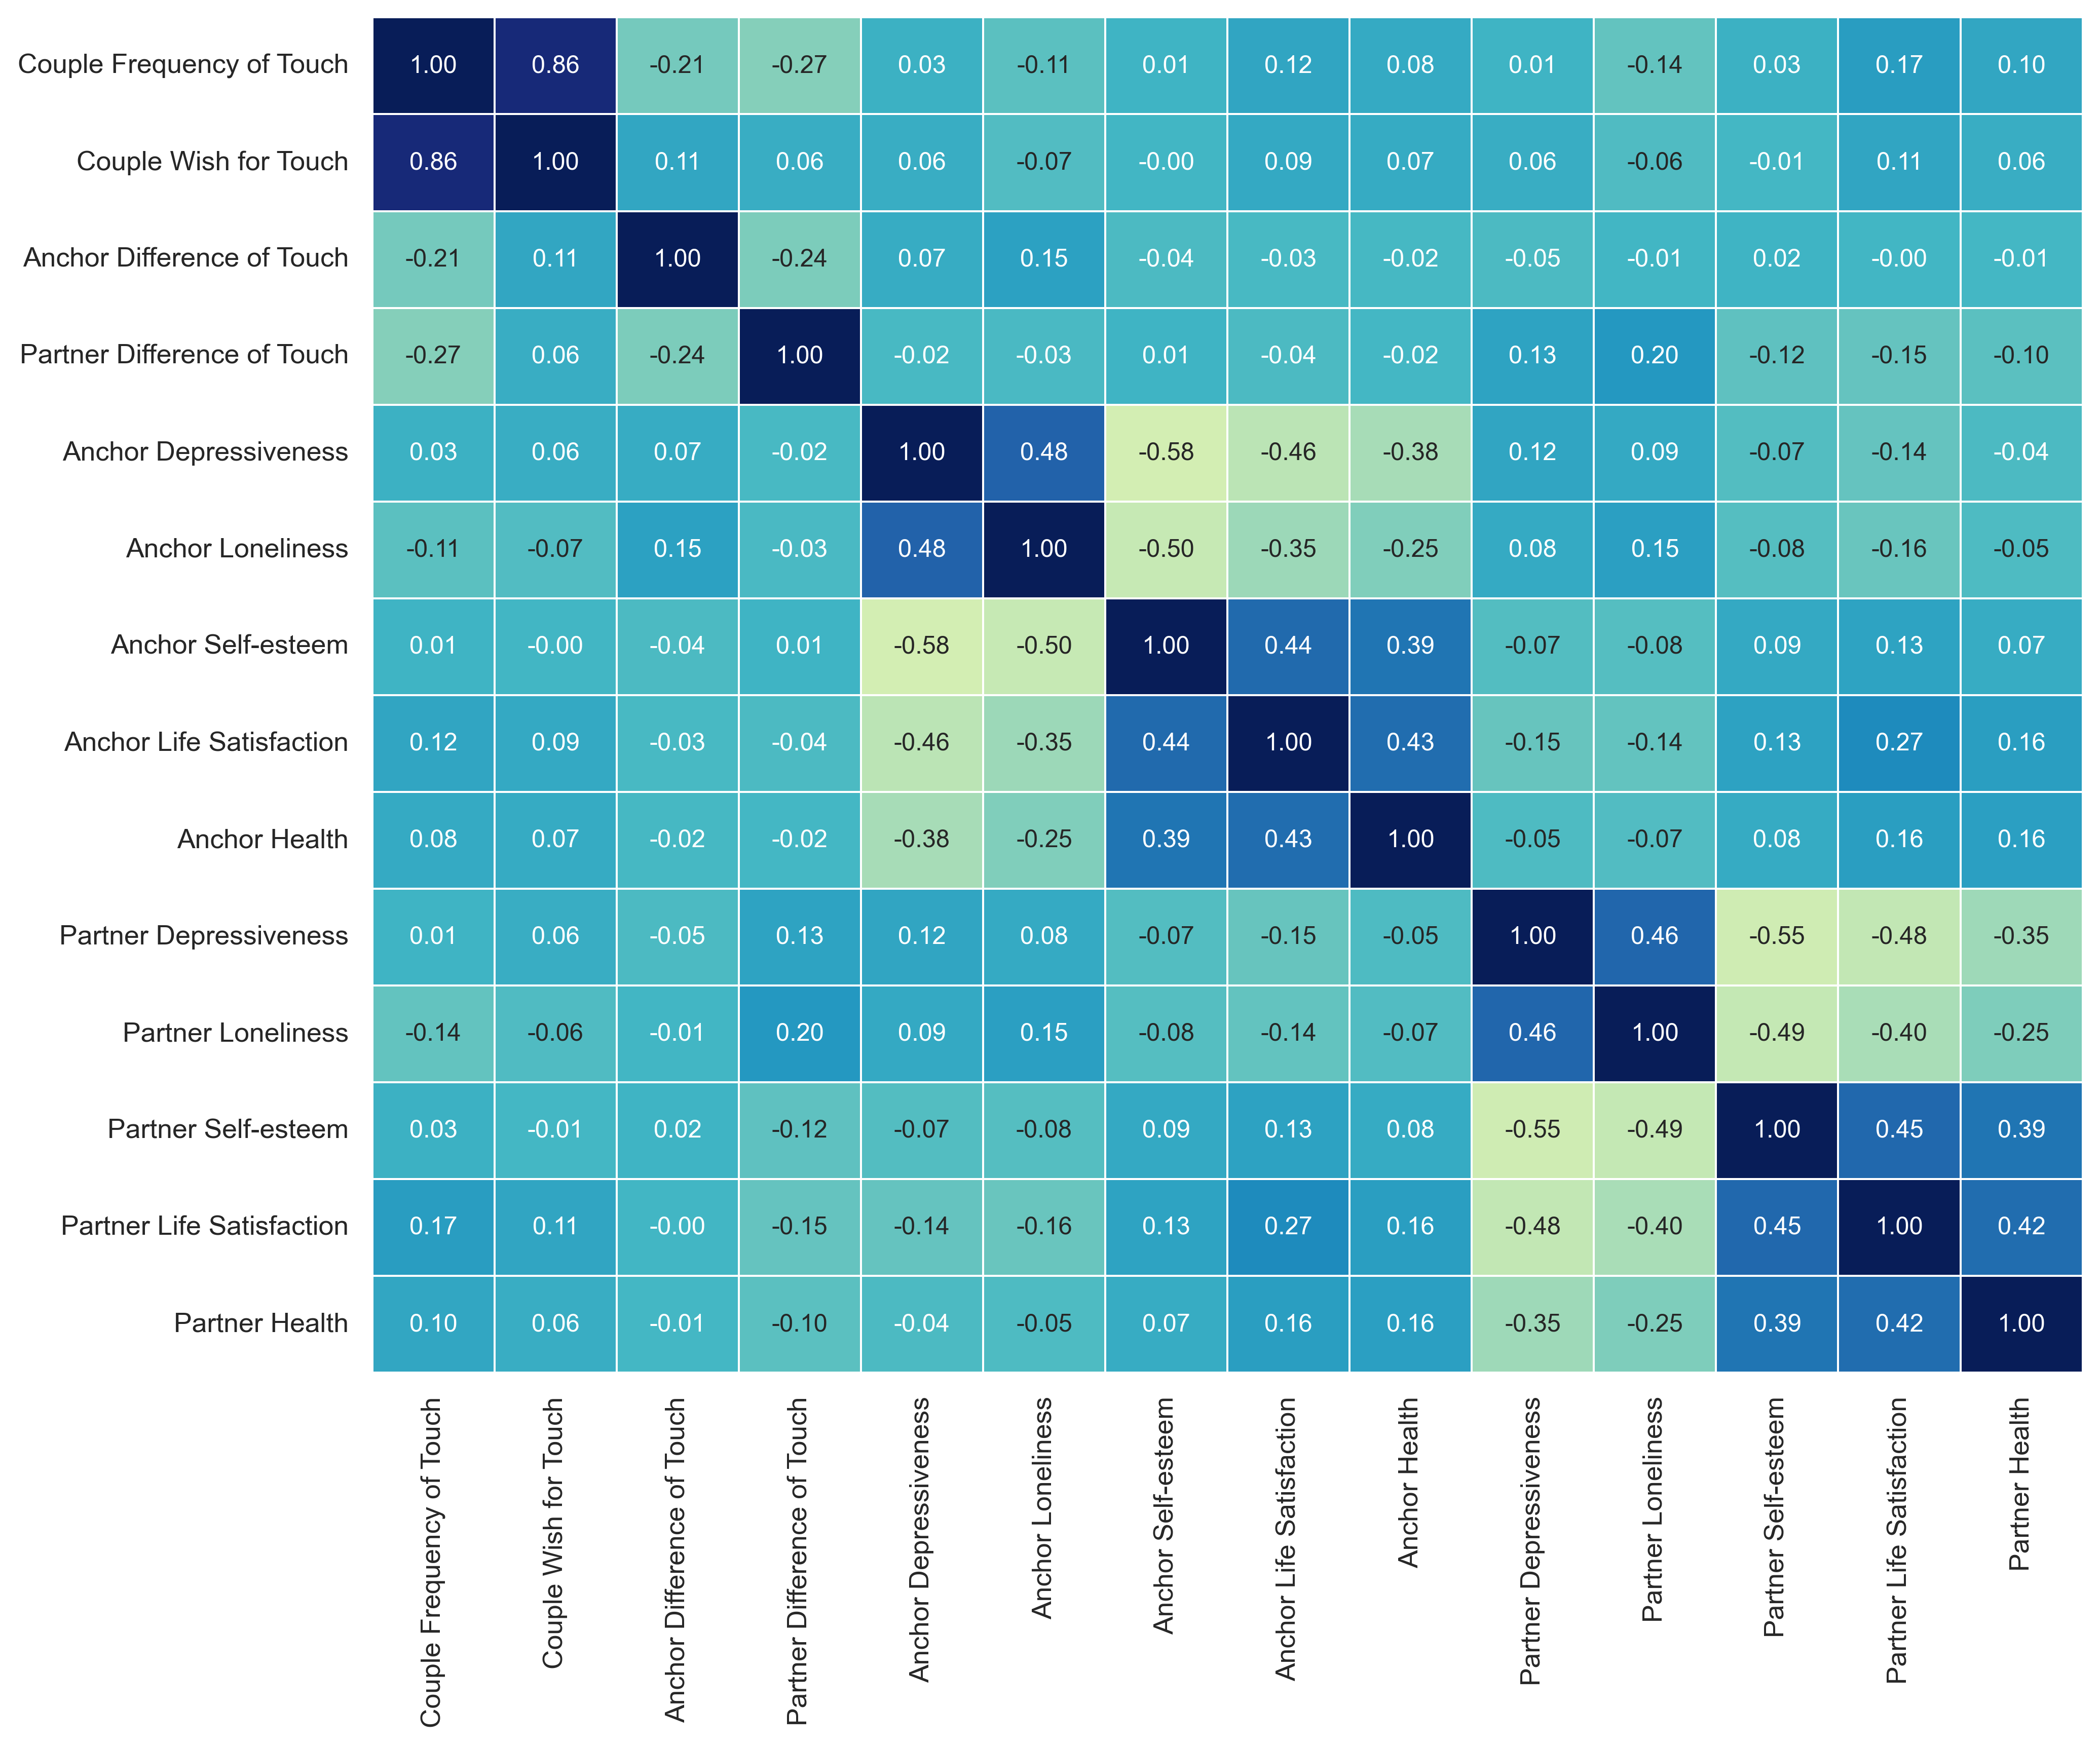 Couple Frequency of Touch 1.00 0.86 -0.21 -0.27 0.03 -0.11 0.01 0.12 0.08 0.01 -0.14 0.03 0.17 0.10
Couple Wish for Touch 0.86 1.00 0.11 0.06 0.06 -0.07 -0.00 0.09 0.07 0.06 -0.06 -0.01 0.11 0.06
Anchor Difference of Touch -0.21 0.11 1.00 -0.24 0.07 0.15 -0.04 -0.03 -0.02 -0.05 -0.01 0.02 -0.00 -0.01
Partner Difference of Touch -0.27 0.06 -0.24 1.00 -0.02 -0.03 0.01 -0.04 -0.02 0.13 0.20 -0.12 -0.15 -0.10
Anchor Depressiveness 0.03 0.06 0.07 -0.02 1.00 0.48 -0.58 -0.46 -0.38 0.12 0.09 -0.07 -0.14 -0.04
Anchor Loneliness -0.11 -0.07 0.15 -0.03 0.48 1.00 -0.50 -0.35 -0.25 0.08 0.15 -0.08 -0.16 -0.05
Anchor Self-esteem 0.01 -0.00 -0.04 0.01 -0.58 -0.50 1.00 0.44 0.39 -0.07 -0.08 0.09 0.13 0.07
Anchor Life Satisfaction 0.12 0.09 -0.03 -0.04 -0.46 -0.35 0.44 1.00 0.43 -0.15 -0.14 0.13 0.27 0.16
Anchor Health 0.08 0.07 -0.02 -0.02 -0.38 -0.25 0.39 0.43 1.00 -0.05 -0.07 0.08 0.16 0.16
Partner Depressiveness 0.01 0.06 -0.05 0.13 0.12 0.08 -0.07 -0.15 -0.05 1.00 0.46 -0.55 -0.48 -0.35
Partner Loneliness -0.14 -0.06 -0.01 0.20 0.09 0.15 -0.08 -0.14 -0.07 0.46 1.00 -0.49 -0.40 -0.25
Partner Self-esteem 0.03 -0.01 0.02 -0.12 -0.07 -0.08 0.09 0.13 0.08 -0.55 -0.49 1.00 0.45 0.39
Partner Life Satisfaction 0.17 0.11 -0.00 -0.15 -0.14 -0.16 0.13 0.27 0.16 -0.48 -0.40 0.45 1.00 0.42
Partner Health 0.10 0.06 -0.01 -0.10 -0.04 -0.05 0.07 0.16 0.16 -0.35 -0.25 0.39 0.42 1.00
Couple Frequency of Touch
Couple Wish for Touch
Anchor Difference of Touch
Partner Difference of Touch
Anchor Depressiveness
Anchor Loneliness
Anchor Self-esteem
Anchor Life Satisfaction
Anchor Health
Partner Depressiveness
Partner Loneliness
Partner Self-esteem
Partner Life Satisfaction
Partner Health